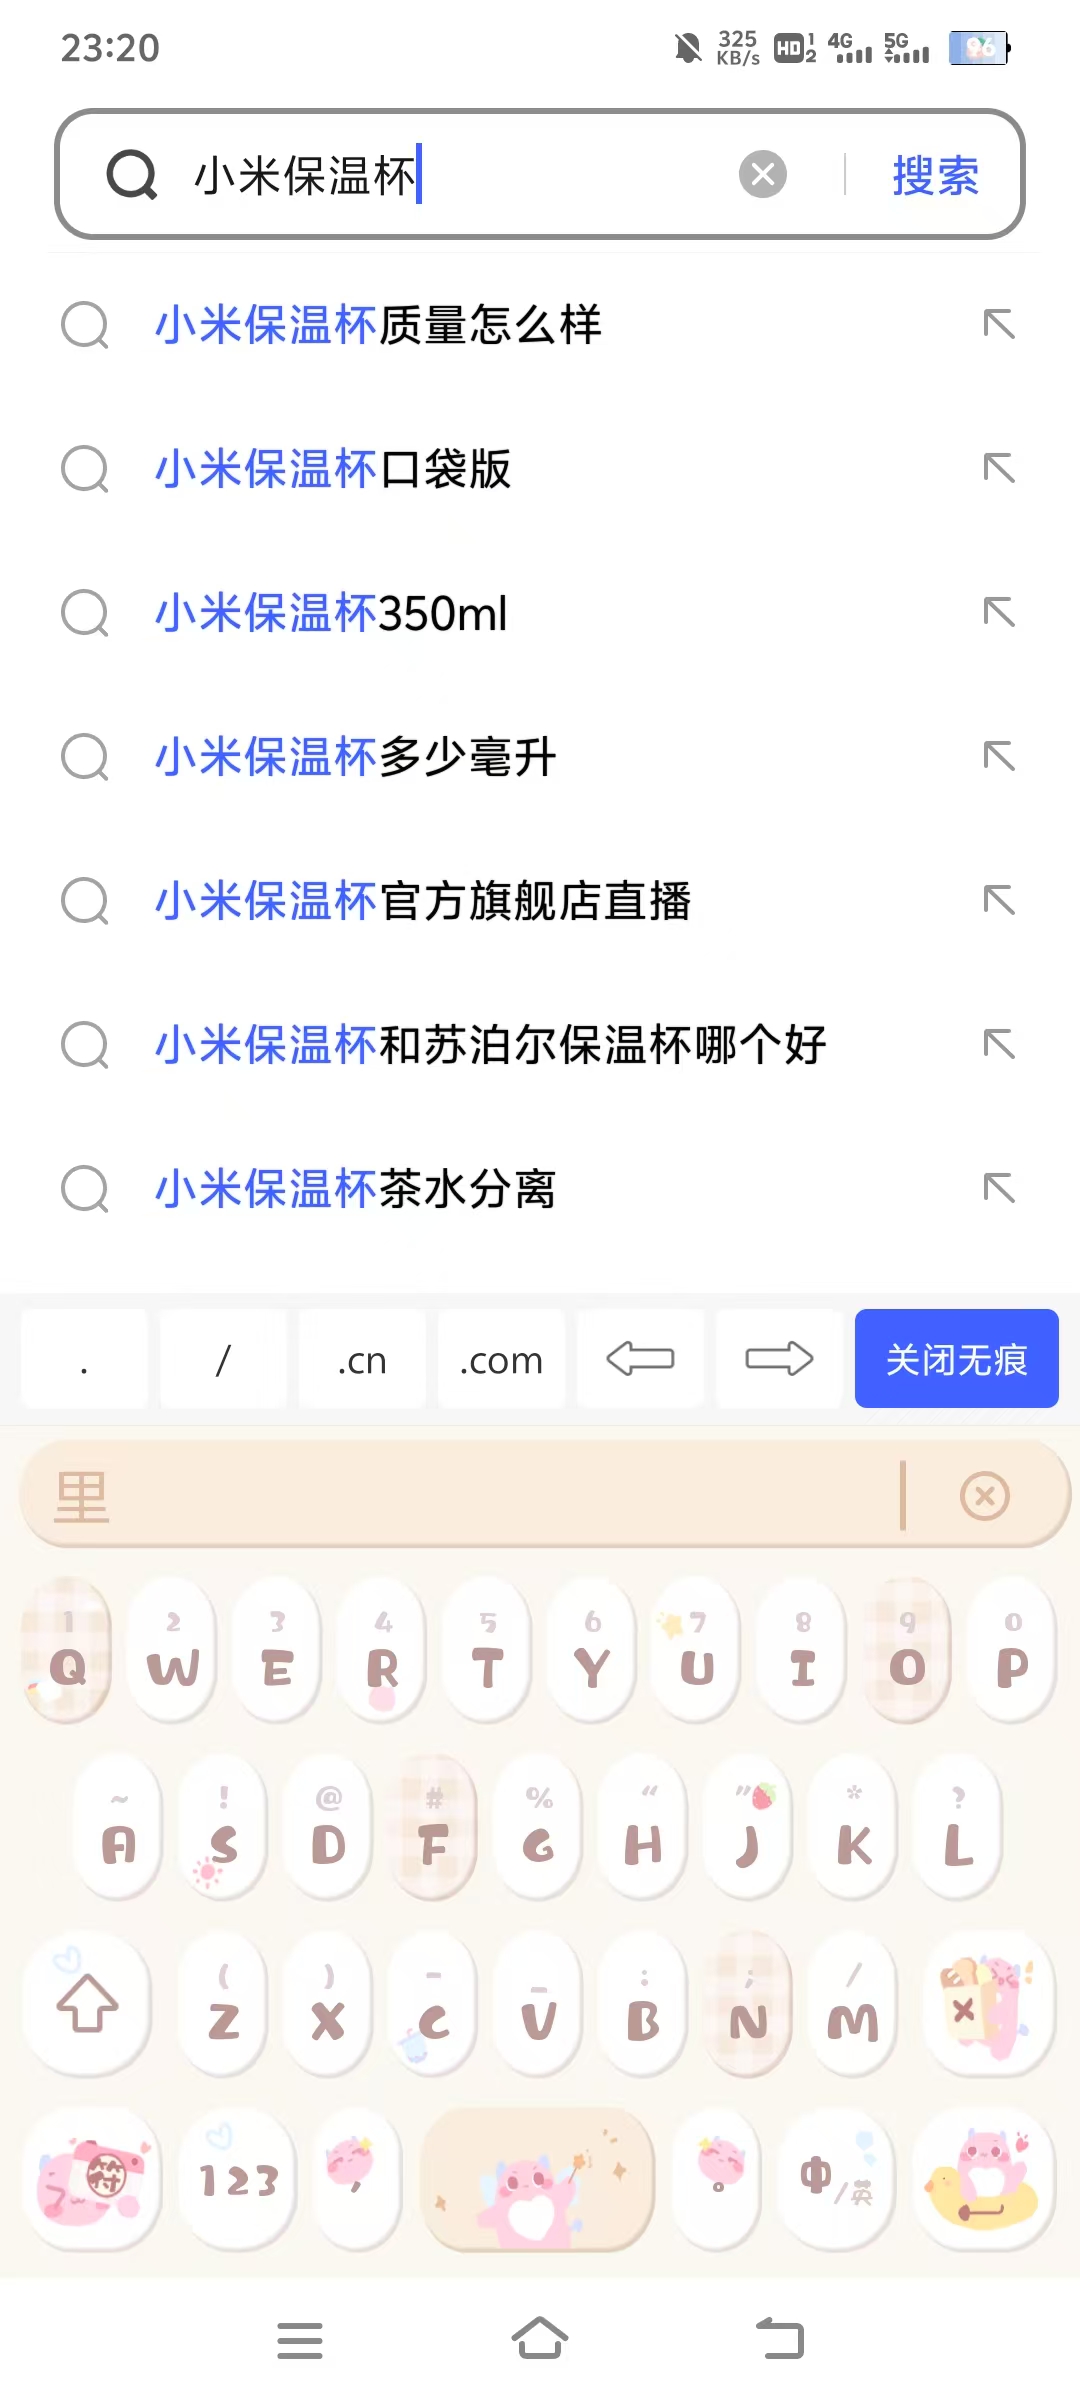 23:20 325 KB/s HD 1 2 4G 5G 96
小米保温杯 搜索
小米保温杯质量怎么样
小米保温杯口袋版
小米保温杯350ml
小米保温杯多少毫升
小米保温杯官方旗舰店直播
小米保温杯和苏泊尔保温杯哪个好
小米保温杯茶水分离
. / .cn .com 关闭无痕
里
1 2 3 4 5 6 7 8 9 0
Q W E R T Y U I O P
~ ! @ # % “ ” * ?
A S D F G H J K L
( ) - _ : ; /
Z X C V B N M
符 123 , 。 中/英